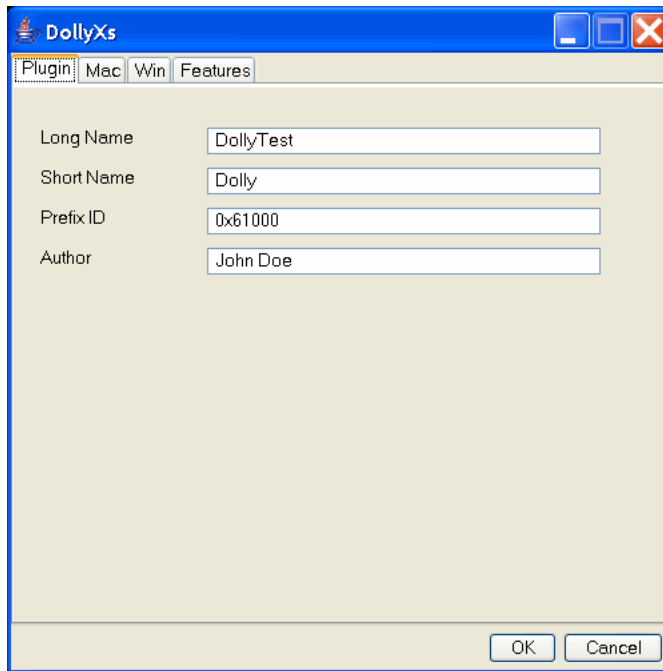 DollyXs
Plugin Mac Win Features
Long Name DollyTest
Short Name Dolly
Prefix ID 0x61000
Author John Doe
OK Cancel